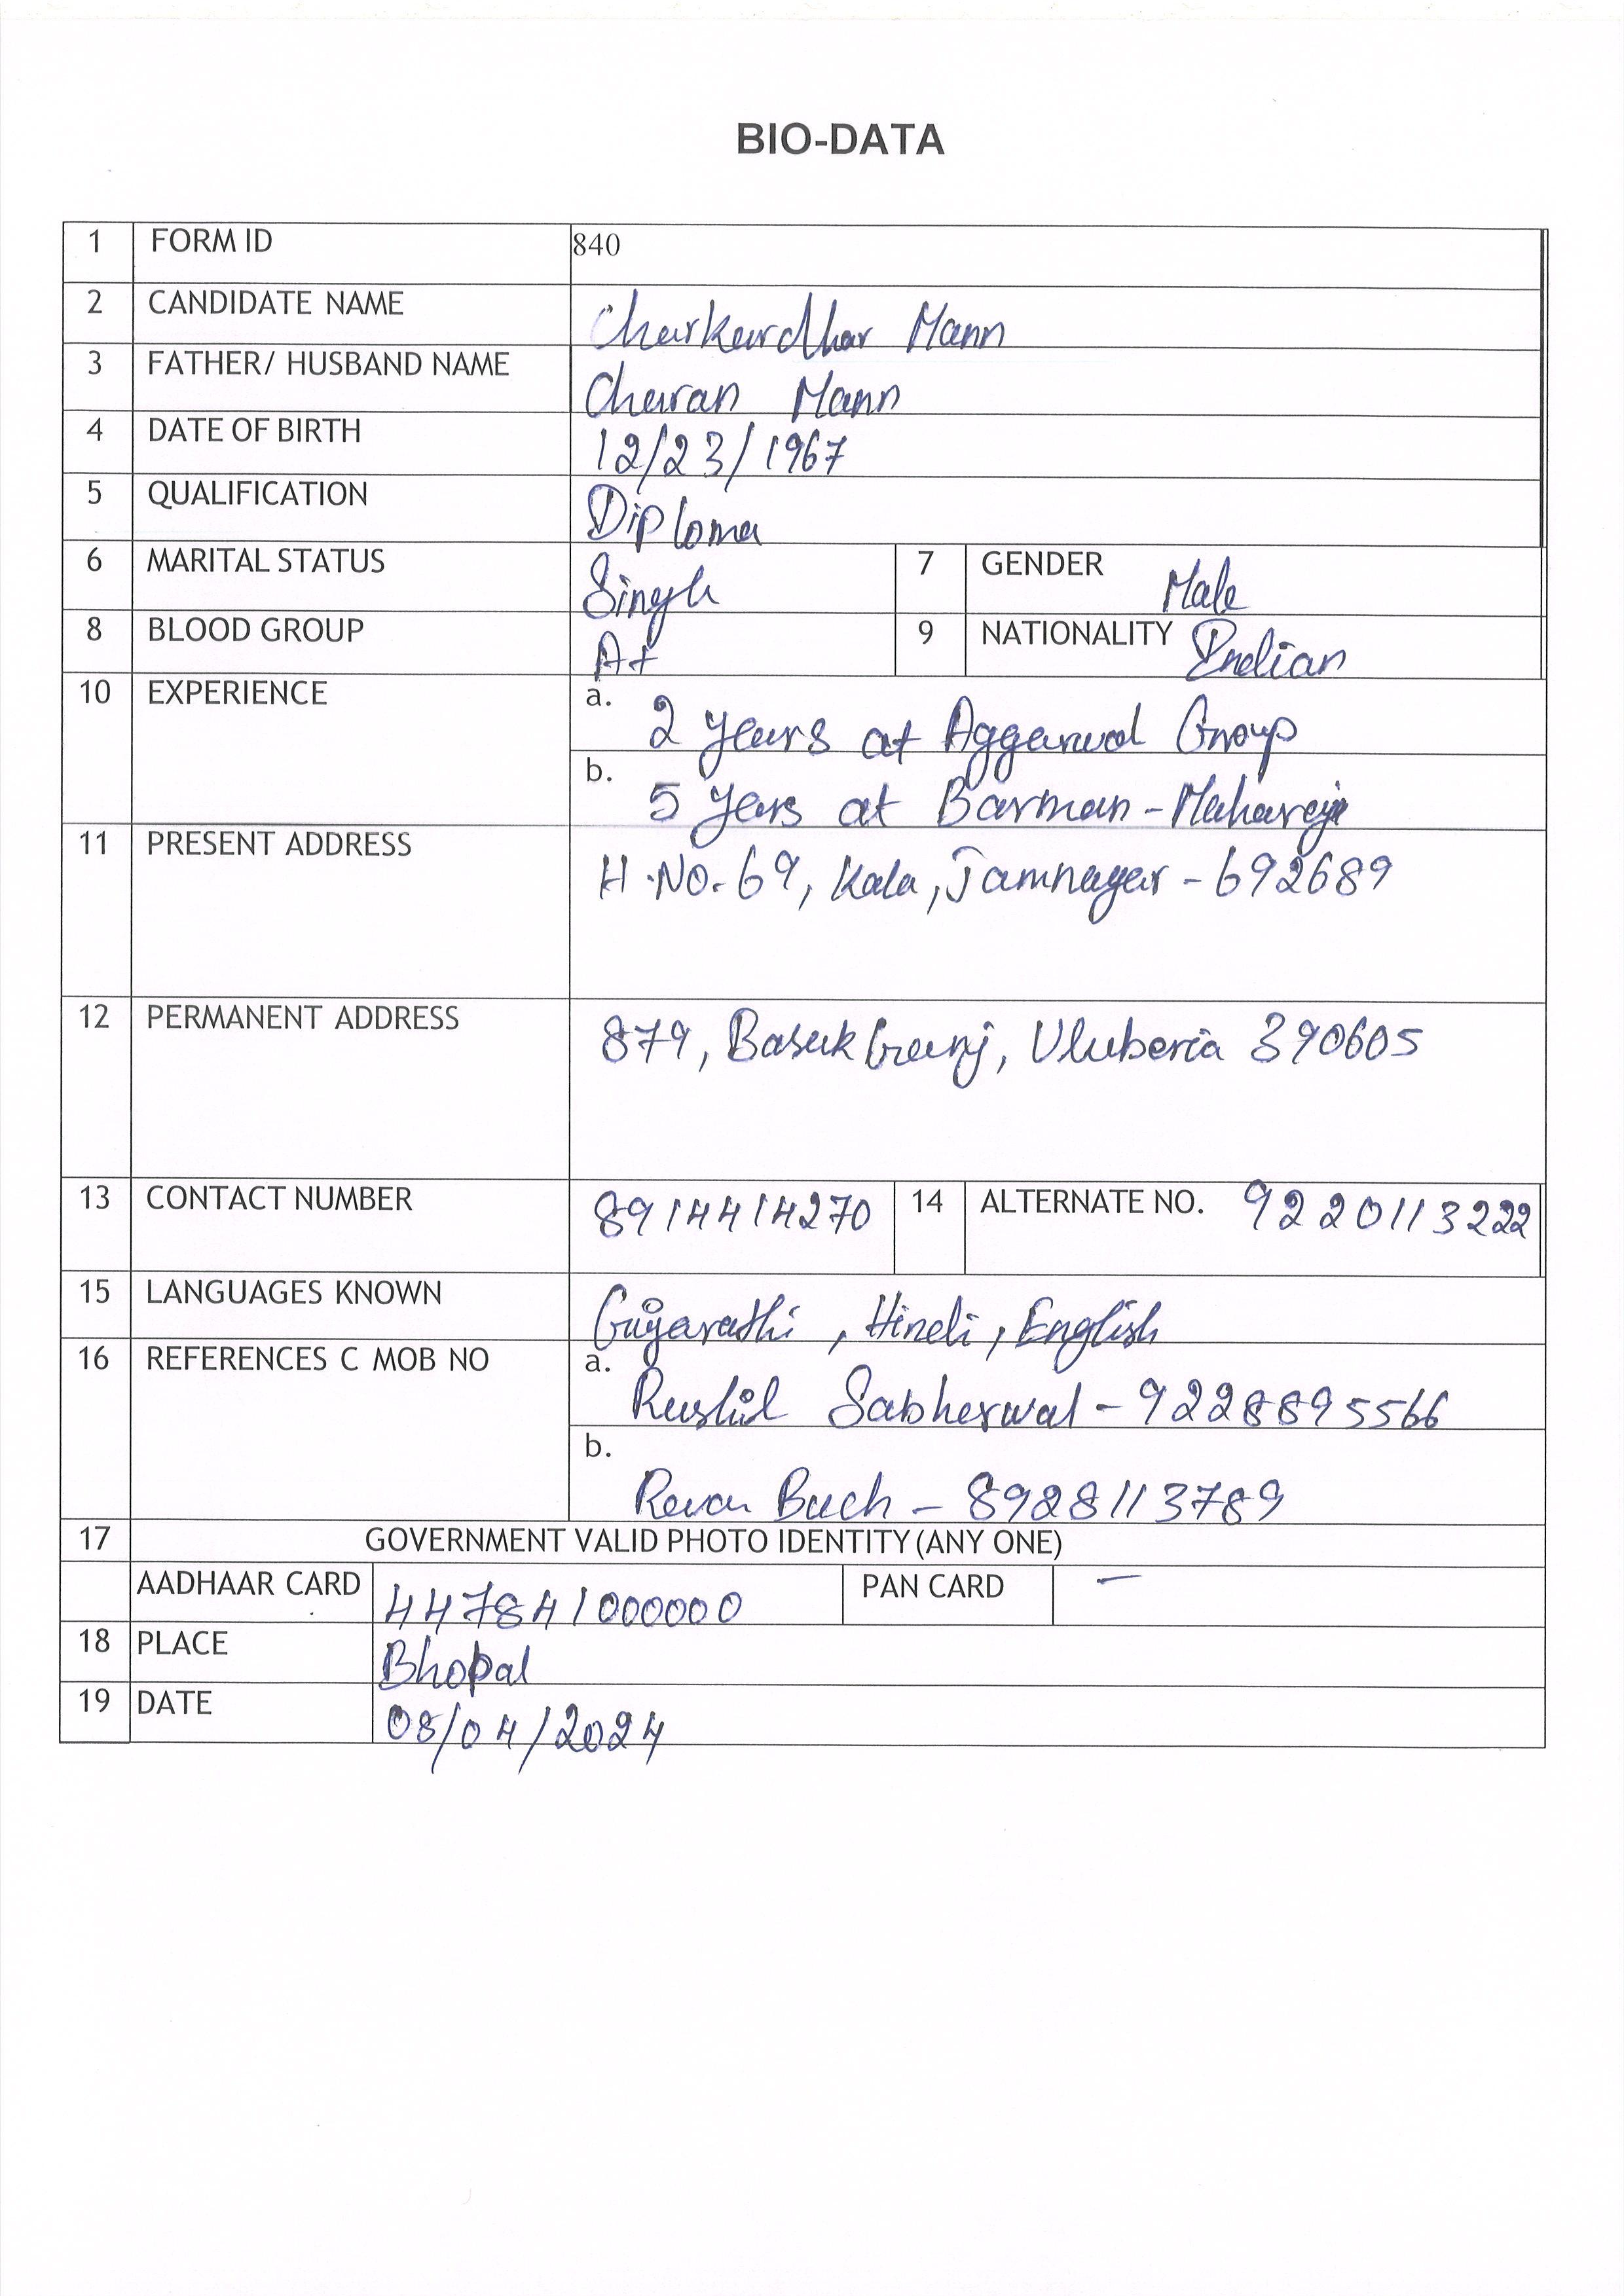 BIO-DATA
1 FORM ID 840
2 CANDIDATE NAME Charkardhar Mann
3 FATHER/ HUSBAND NAME Charan Mann
4 DATE OF BIRTH 12/23/1967
5 QUALIFICATION Diploma
6 MARITAL STATUS Single 7 GENDER Male
8 BLOOD GROUP A+ 9 NATIONALITY Indian
10 EXPERIENCE a. 2 years at Aggarwal Group
b. 5 years at Barman - Maharaj
11 PRESENT ADDRESS H.No. 69, Kala, Jamnagar - 692689
12 PERMANENT ADDRESS 879, Basak Ganj, Uluberia 390605
13 CONTACT NUMBER 8914414270 14 ALTERNATE NO. 9220113222
15 LANGUAGES KNOWN Gujarathi, Hindi, English
16 REFERENCES C MOB NO a. Rushil Sabherwal - 9228895566
b. Buch - 8928113789
17 GOVERNMENT VALID PHOTO IDENTITY (ANY ONE)
AADHAAR CARD 447841000000 PAN CARD -
18 PLACE Bhopal
19 DATE 08/04/2024